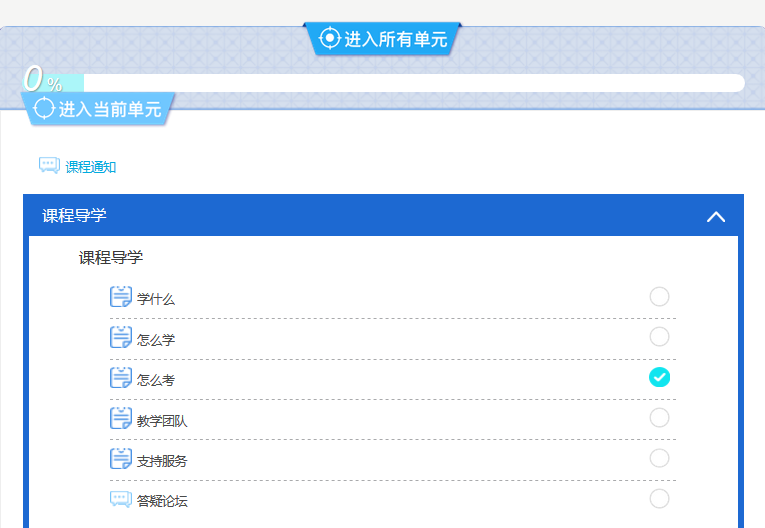 进入所有单元
0 %
进入当前单元
课程通知
课程导学
课程导学
学什么
怎么学
怎么考
教学团队
支持服务
答疑论坛